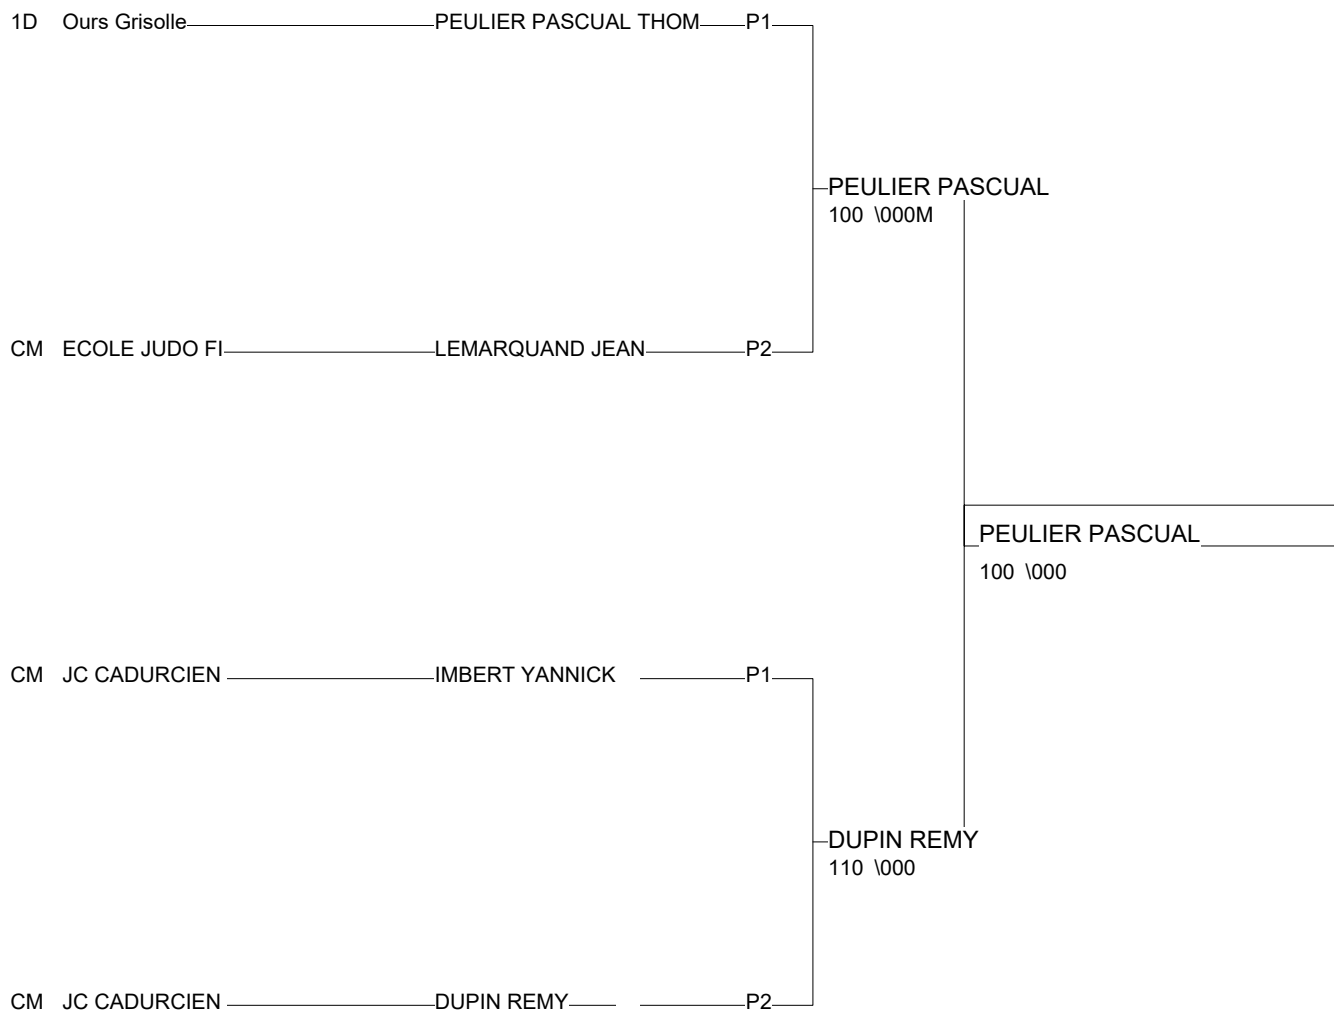 1D Ours Grisolle PEULIER PASCUAL THOM P1
PEULIER PASCUAL
100 \000M
CM ECOLE JUDO FI LEMARQUAND JEAN P2
PEULIER PASCUAL
100 \000
CM JC CADURCIEN IMBERT YANNICK P1
DUPIN REMY
110 \000
CM JC CADURCIEN DUPIN REMY P2